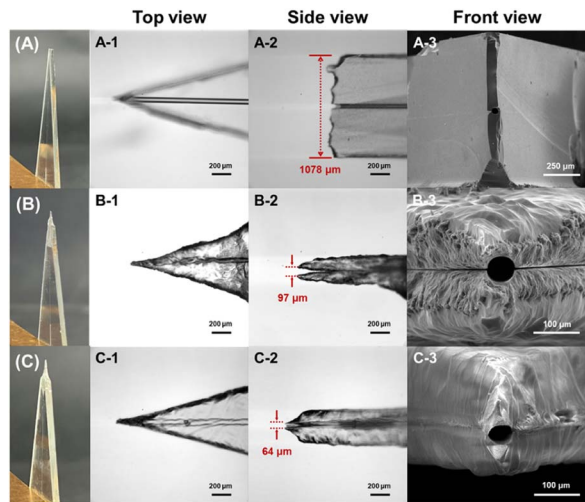 Top view Side view Front view
(A) A-1 A-2 A-3
1078 µm
200 µm 200 µm 250 µm
(B) B-1 B-2 B-3
97 µm
200 µm 200 µm 100 µm
(C) C-1 C-2 C-3
64 µm
200 µm 200 µm 100 µm